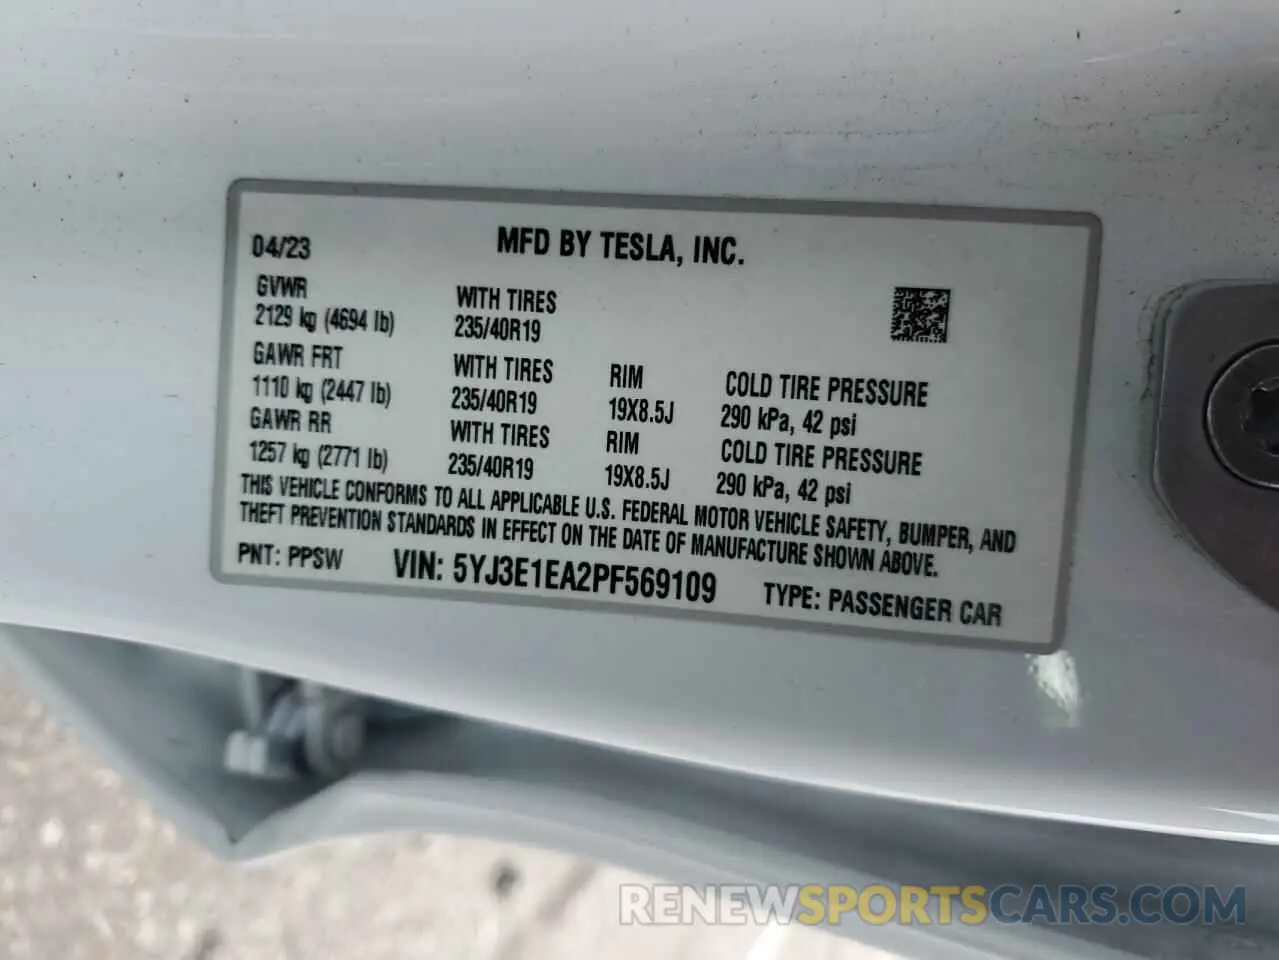 04/23
MFD BY TESLA, INC.
GVWR
2129 kg (4694 lb)
WITH TIRES
235/40R19
GAWR FRT
1110 kg (2447 lb)
WITH TIRES
235/40R19
RIM
19X8.5J
COLD TIRE PRESSURE
290 kPa, 42 psi
GAWR RR
1257 kg (2771 lb)
WITH TIRES
235/40R19
RIM
19X8.5J
COLD TIRE PRESSURE
290 kPa, 42 psi
THIS VEHICLE CONFORMS TO ALL APPLICABLE U.S. FEDERAL MOTOR VEHICLE SAFETY, BUMPER, AND
THEFT PREVENTION STANDARDS IN EFFECT ON THE DATE OF MANUFACTURE SHOWN ABOVE.
PNT: PPSW
VIN: 5YJ3E1EA2PF569109
TYPE: PASSENGER CAR
RENEWSPORTSCARS.COM